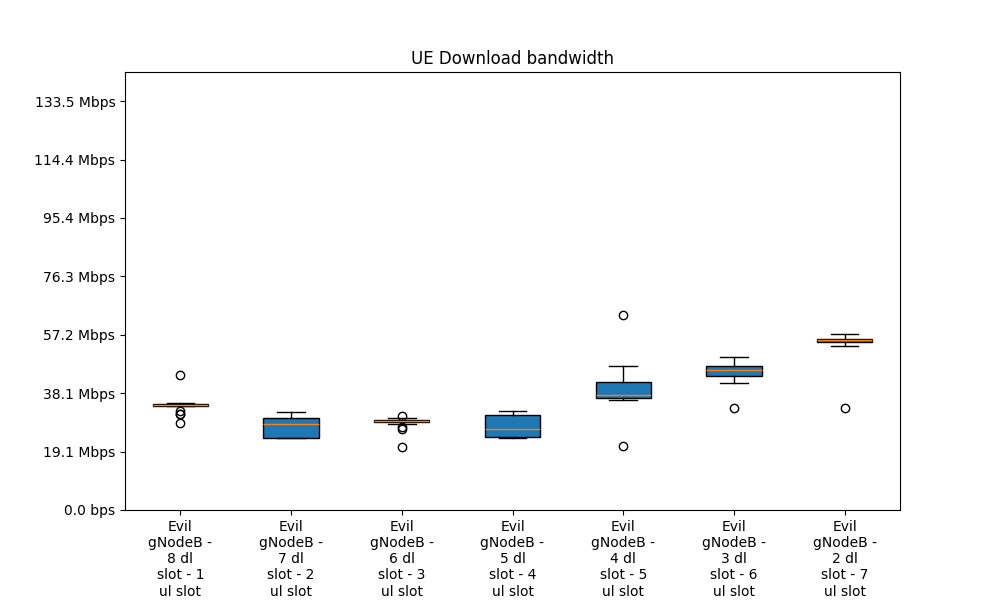 UE Download bandwidth
133.5 Mbps
114.4 Mbps
95.4 Mbps
76.3 Mbps
57.2 Mbps
38.1 Mbps
19.1 Mbps
0.0 bps
Evil
gNodeB -
8 dl
slot - 1
ul slot
Evil
gNodeB -
7 dl
slot - 2
ul slot
Evil
gNodeB -
6 dl
slot - 3
ul slot
Evil
gNodeB -
5 dl
slot - 4
ul slot
Evil
gNodeB -
4 dl
slot - 5
ul slot
Evil
gNodeB -
3 dl
slot - 6
ul slot
Evil
gNodeB -
2 dl
slot - 7
ul slot